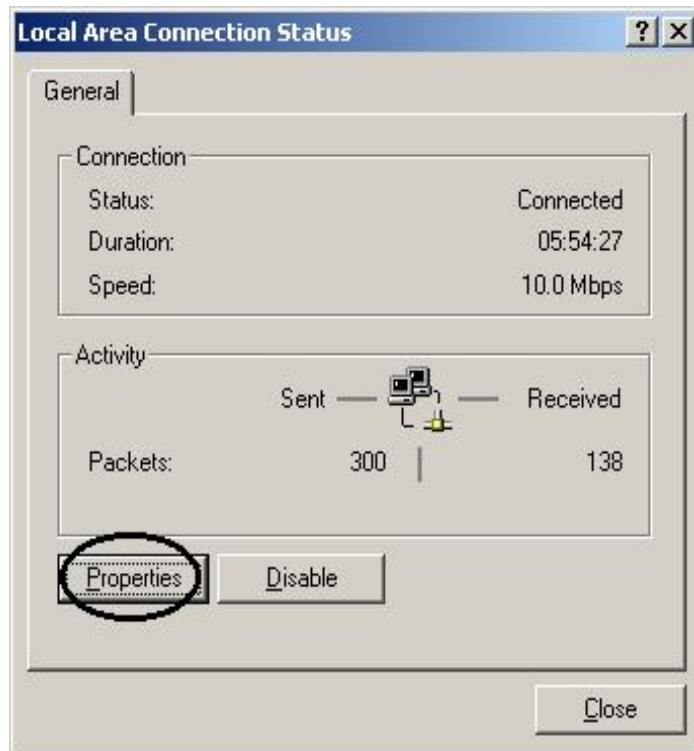 Local Area Connection Status
General
Connection
Status: Connected
Duration: 05:54:27
Speed: 10.0 Mbps
Activity
Sent Received
Packets: 300 138
Properties Disable
Close